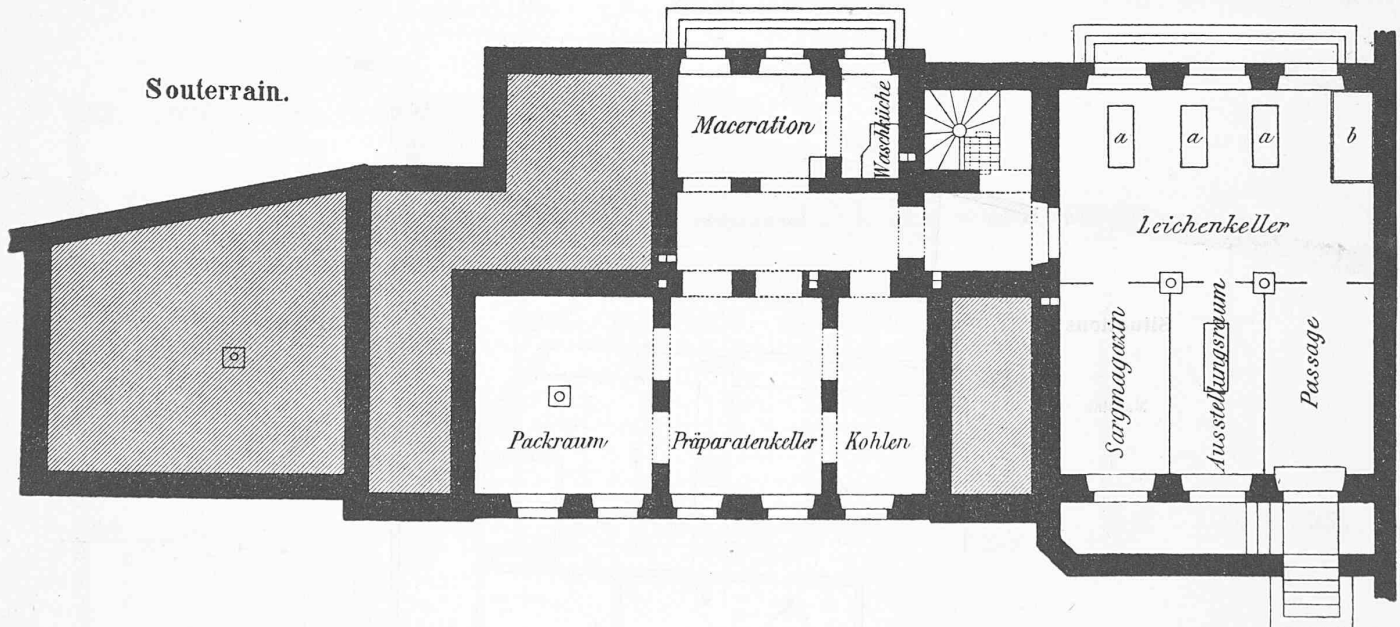 Souterrain.
Maceration
Waschküche
a
a
a
b
Leichenkeller
Packraum
Präparatenkeller
Kohlen
Sargmagazin
Ausstellungsraum
Passage